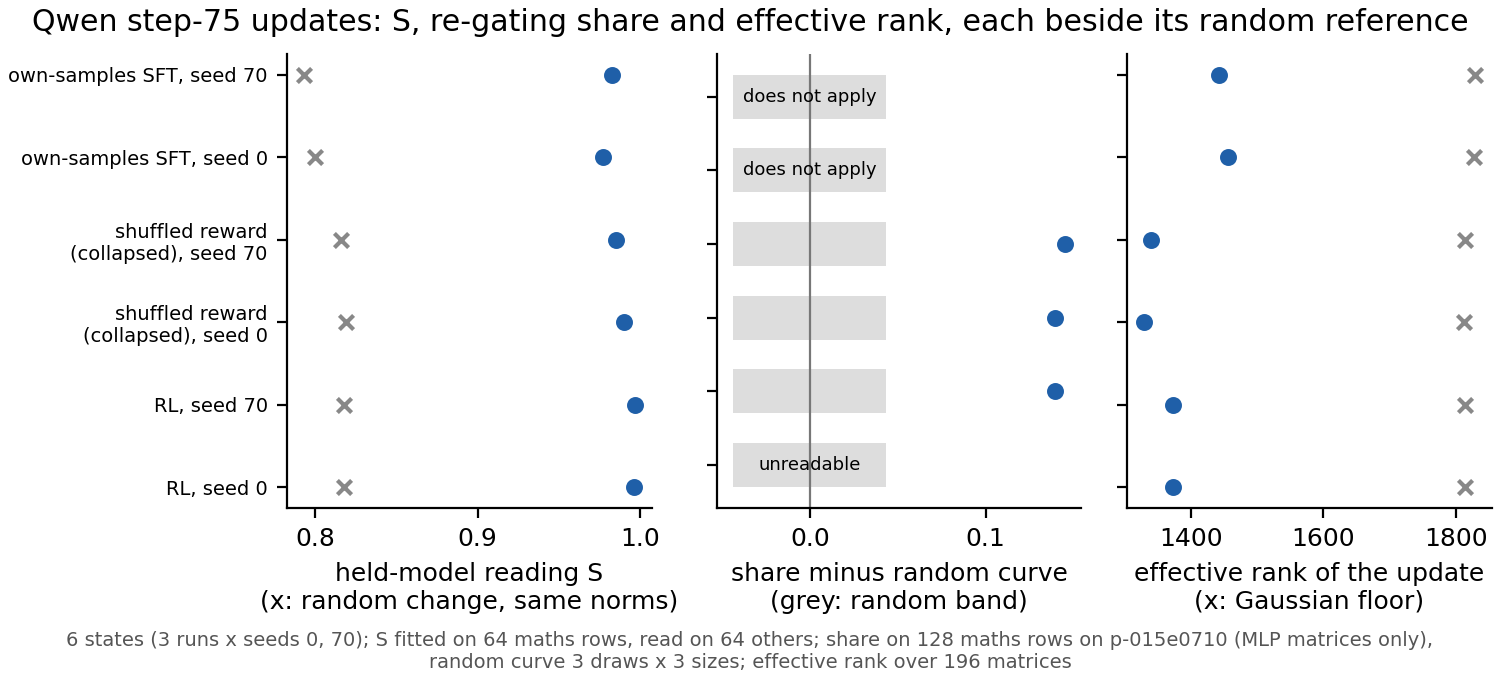 Qwen step-75 updates: S, re-gating share and effective rank, each beside its random reference
own-samples SFT, seed 70
own-samples SFT, seed 0
shuffled reward
(collapsed), seed 70
shuffled reward
(collapsed), seed 0
RL, seed 70
RL, seed 0
0.8 0.9 1.0
held-model reading S
(x: random change, same norms)
does not apply
does not apply
unreadable
0.0 0.1
share minus random curve
(grey: random band)
1400 1600 1800
effective rank of the update
(x: Gaussian floor)
6 states (3 runs x seeds 0, 70); S fitted on 64 maths rows, read on 64 others; share on 128 maths rows on p-015e0710 (MLP matrices only),
random curve 3 draws x 3 sizes; effective rank over 196 matrices